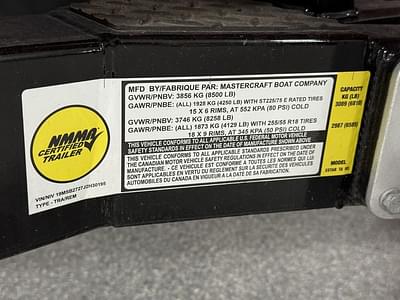 MFD BY/FABRIQUE PAR: MASTERCRAFT BOAT COMPANY
GVWR/PNBV: 3856 KG (8500 LB)
GAWR/PNBE: (ALL) 1928 KG (4250 LB) WITH ST225/75 E RATED TIRES
15 X 6 RIMS, AT 552 KPA (80 PSI) COLD
GVWR/PNBV: 3746 KG (8258 LB)
GAWR/PNBE: (ALL) 1873 KG (4129 LB) WITH 255/55 R18 TIRES
18 X 9 RIMS, AT 345 KPA (50 PSI) COLD
THIS VEHICLE CONFORMS TO ALL APPLICABLE U.S. FEDERAL MOTOR VEHICLE
SAFETY STANDARDS IN EFFECT ON THE DATE OF MANUFACTURE SHOWN ABOVE
THIS VEHICLE CONFORMS TO ALL APPLICABLE STANDARDS PRESCRIBED UNDER
THE CANADIAN MOTOR VEHICLE SAFETY REGULATIONS IN EFFECT ON THE DATE OF MANUFACTURE
CE VEHICULE EST CONFORME A TOUTES LES NORMES QUI LUI SONT
APPLICABLES EN VERTU DU REGLEMENT SUR LA SECURITE DES VEHICULES
AUTOMOBILES DU CANADA EN VIGUEUR A LA DATE DE SA FABRICATION
NMMA
CERTIFIED
TRAILER
TYPE - TRA/REM
CAPACITY
KG (LB)
MODEL